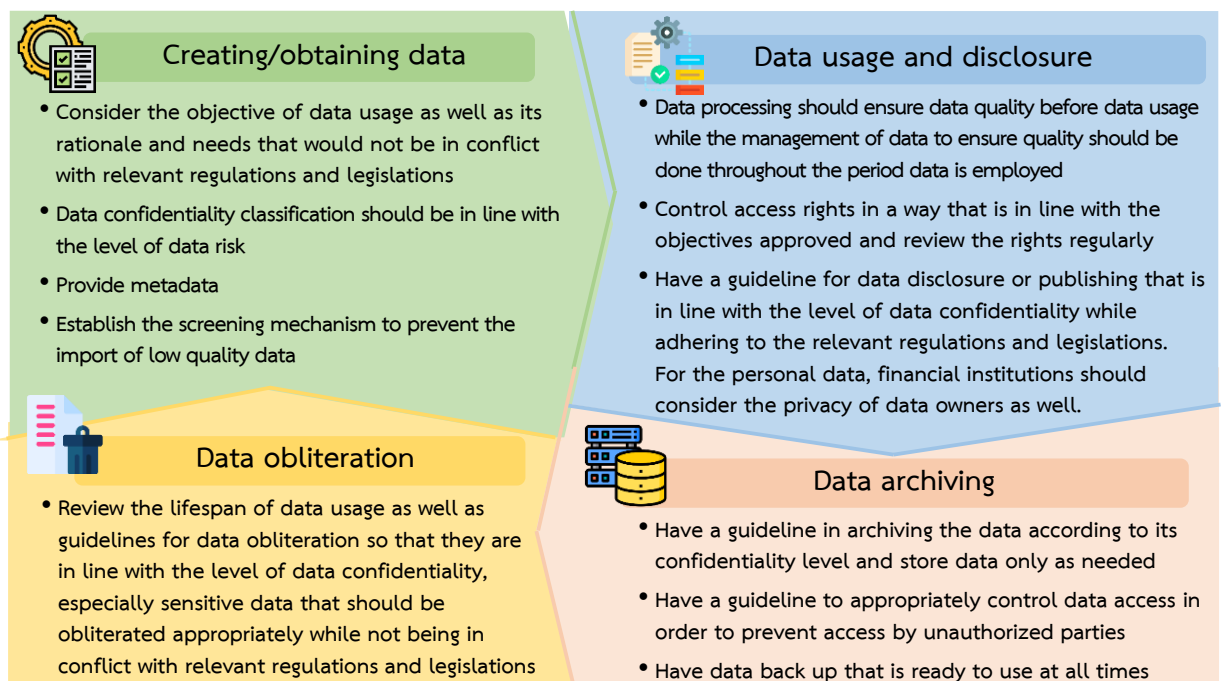 Creating/obtaining data
• Consider the objective of data usage as well as its
rationale and needs that would not be in conflict
with relevant regulations and legislations
• Data confidentiality classification should be in line with
the level of data risk
• Provide metadata
• Establish the screening mechanism to prevent the
import of low quality data
Data usage and disclosure
• Data processing should ensure data quality before data usage
while the management of data to ensure quality should be
done throughout the period data is employed
• Control access rights in a way that is in line with the
objectives approved and review the rights regularly
• Have a guideline for data disclosure or publishing that is
in line with the level of data confidentiality while
adhering to the relevant regulations and legislations.
For the personal data, financial institutions should
consider the privacy of data owners as well.
Data obliteration
• Review the lifespan of data usage as well as
guidelines for data obliteration so that they are
in line with the level of data confidentiality,
especially sensitive data that should be
obliterated appropriately while not being in
conflict with relevant regulations and legislations
Data archiving
• Have a guideline in archiving the data according to its
confidentiality level and store data only as needed
• Have a guideline to appropriately control data access in
order to prevent access by unauthorized parties
• Have data back up that is ready to use at all times